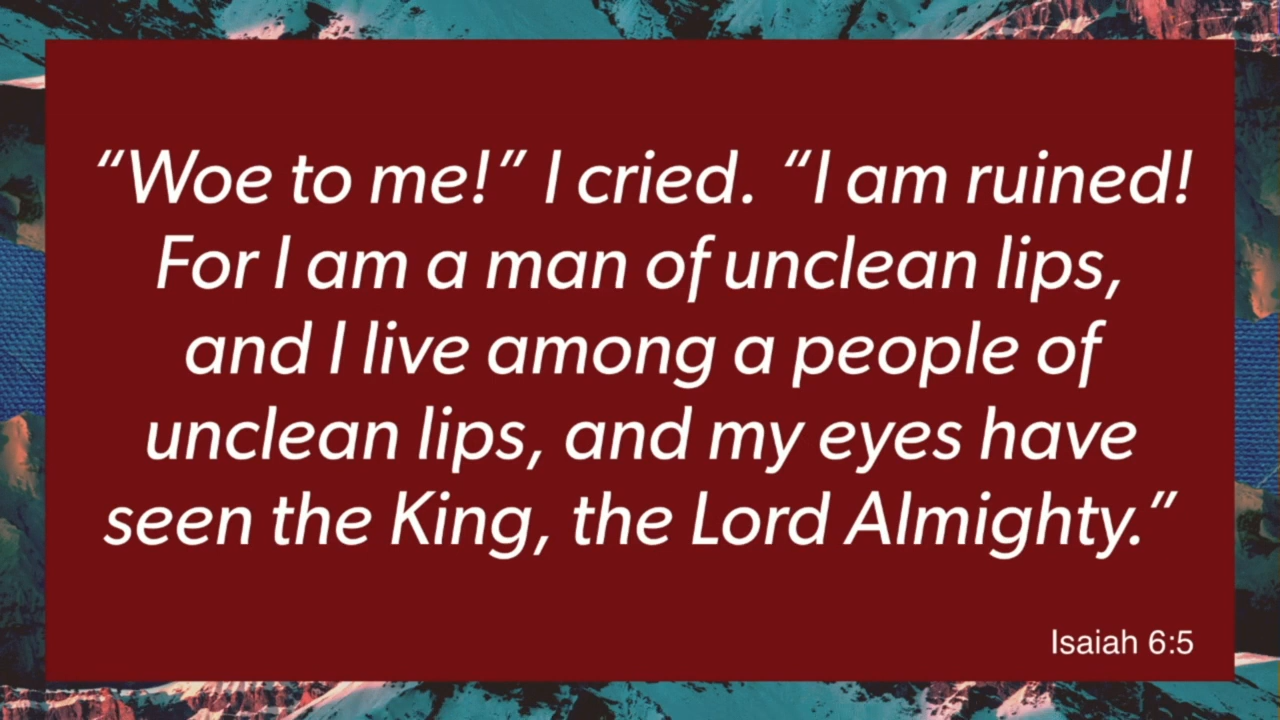 “Woe to me!” I cried. “I am ruined!
For I am a man of unclean lips,
and I live among a people of
unclean lips, and my eyes have
seen the King, the Lord Almighty.”
Isaiah 6:5